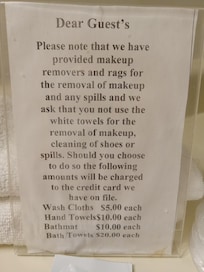 Dear Guest's
Please note that we have
provided makeup
removers and rags for
the removal of makeup
and any spills and we
ask that you not use the
white towels for the
removal of makeup,
cleaning of shoes or
spills. Should you choose
to do so the following
amounts will be charged
to the credit card we
have on file.
Wash Cloths $5.00 each
Hand Towels$10.00 each
Bathmat $10.00 each
Bath Towels $20.00 each